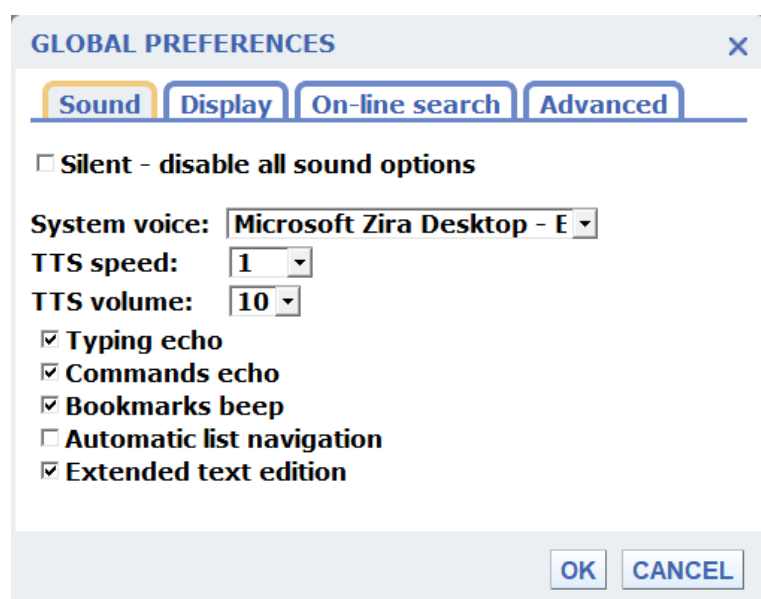 GLOBAL PREFERENCES
Sound Display On-line search Advanced
Silent - disable all sound options
System voice: Microsoft Zira Desktop - E
TTS speed: 1
TTS volume: 10
Typing echo
Commands echo
Bookmarks beep
Automatic list navigation
Extended text edition
OK CANCEL